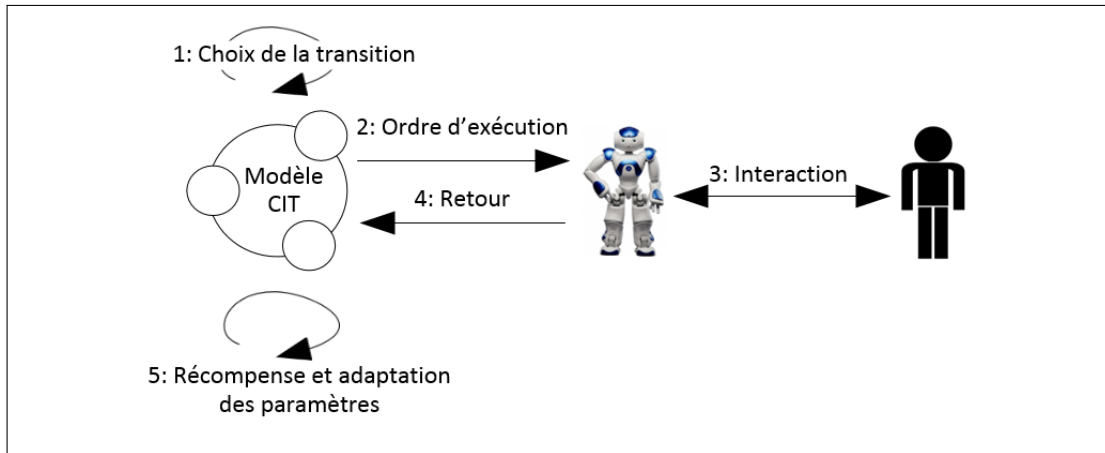 1: Choix de la transition
2: Ordre d'exécution
Modèle
CIT
3: Interaction
4: Retour
5: Récompense et adaptation
des paramètres